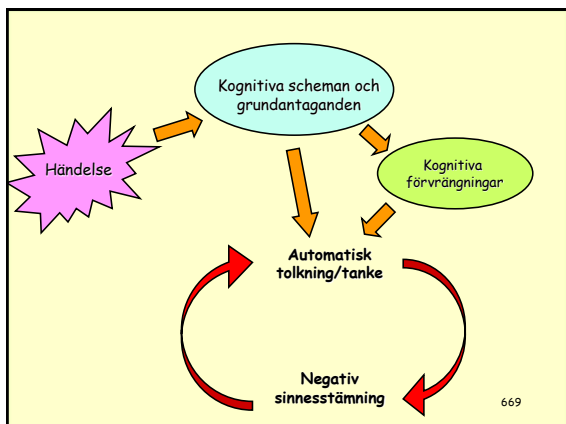 Kognitiva scheman och
grundantaganden
Händelse
Kognitiva
förvrängningar
Automatisk
tolkning/tanke
Negativ
sinnesstämning
669